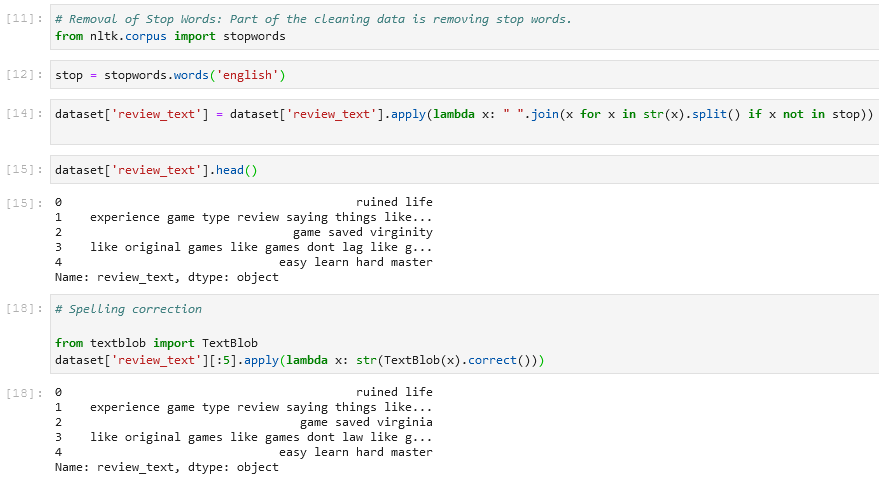 [11]: # Removal of Stop Words: Part of the cleaning data is removing stop words.
from nltk.corpus import stopwords
[12]: stop = stopwords.words('english')
[14]: dataset['review_text'] = dataset['review_text'].apply(lambda x: " ".join(x for x in str(x).split() if x not in stop))
[15]: dataset['review_text'].head()
[15]: 0 ruined life
1 experience game type review saying things like...
2 game saved virginity
3 like original games like games dont lag like g...
4 easy learn hard master
Name: review_text, dtype: object
[18]: # Spelling correction
from textblob import TextBlob
dataset['review_text'][:5].apply(lambda x: str(TextBlob(x).correct()))
[18]: 0 ruined life
1 experience game type review saying things like...
2 game saved virginia
3 like original games like games dont law like g...
4 easy learn hard master
Name: review_text, dtype: object